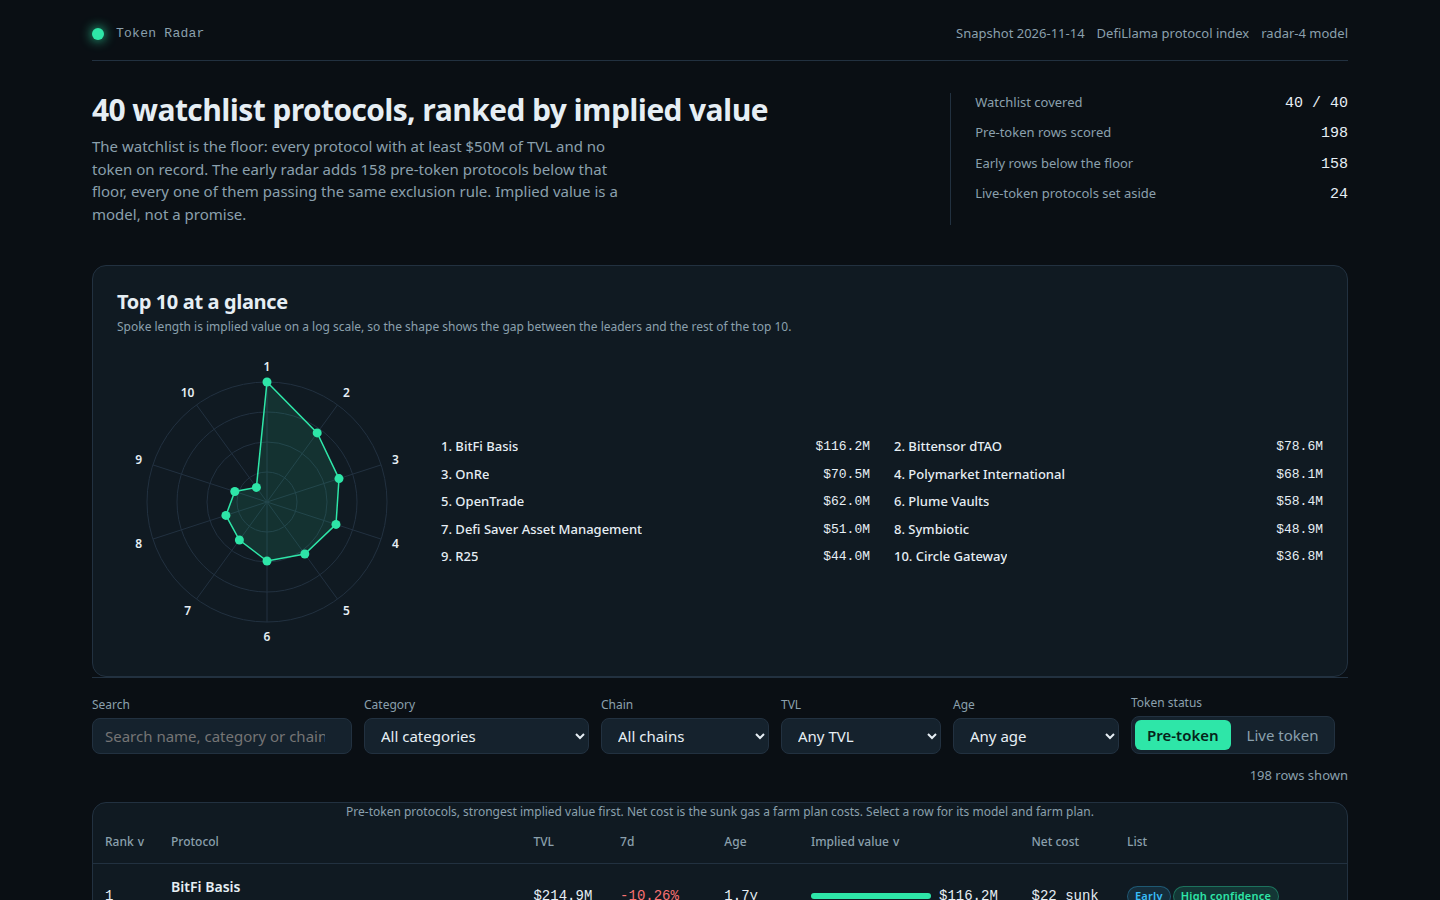 Token Radar
Snapshot 2026-11-14 DefiLlama protocol index radar-4 model
40 watchlist protocols, ranked by implied value
The watchlist is the floor: every protocol with at least $50M of TVL and no
token on record. The early radar adds 158 pre-token protocols below that
floor, every one of them passing the same exclusion rule. Implied value is a
model, not a promise.
Watchlist covered 40 / 40
Pre-token rows scored 198
Early rows below the floor 158
Live-token protocols set aside 24
Top 10 at a glance
Spoke length is implied value on a log scale, so the shape shows the gap between the leaders and the rest of the top 10.
1
2
3
4
5
6
7
8
9
10
1. BitFi Basis $116.2M
2. Bittensor dTAO $78.6M
3. OnRe $70.5M
4. Polymarket International $68.1M
5. OpenTrade $62.0M
6. Plume Vaults $58.4M
7. Defi Saver Asset Management $51.0M
8. Symbiotic $48.9M
9. R25 $44.0M
10. Circle Gateway $36.8M
Search
Search name, category or chain
Category
All categories
Chain
All chains
TVL
Any TVL
Age
Any age
Token status
Pre-token Live token
198 rows shown
Pre-token protocols, strongest implied value first. Net cost is the sunk gas a farm plan costs. Select a row for its model and farm plan.
Rank v Protocol TVL 7d Age Implied value v Net cost List
1 BitFi Basis $214.9M -10.26% 1.7y $116.2M $22 sunk Early High confidence